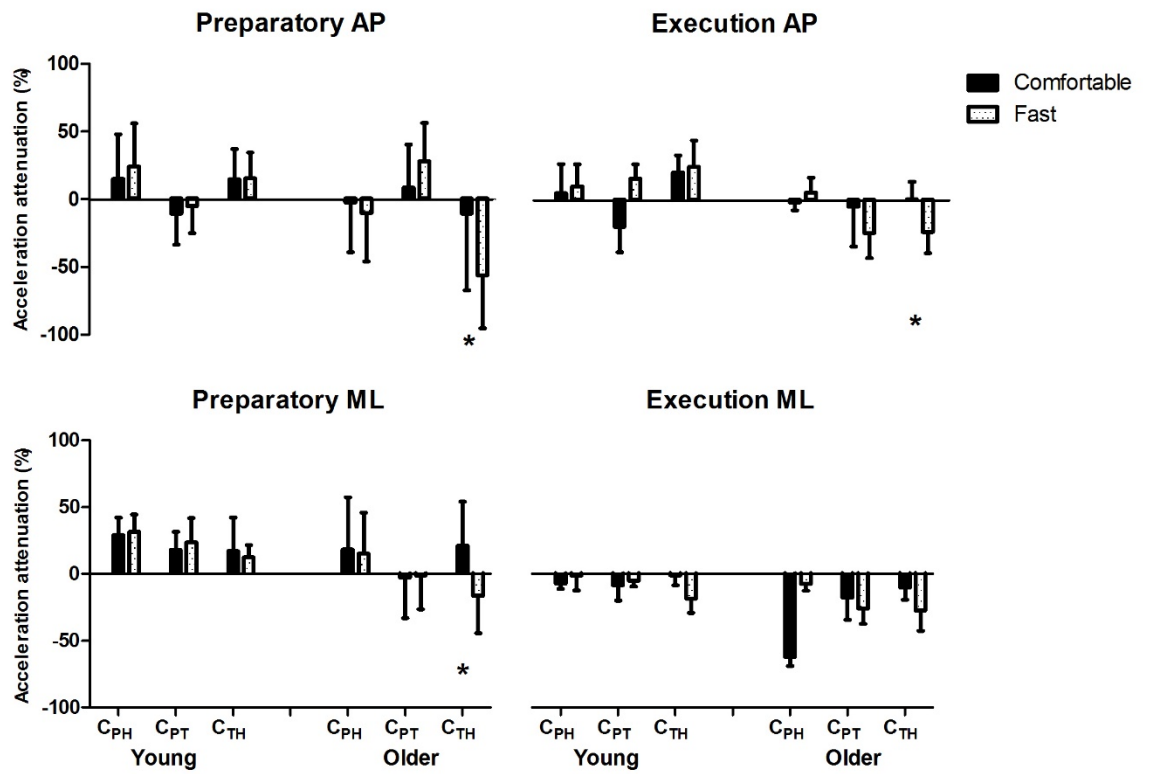 Preparatory AP
Execution AP
Acceleration attenuation (%)
100
50
0
-50
-100
*
*
Comfortable
Fast
Preparatory ML
Execution ML
Acceleration attenuation (%)
100
50
0
-50
-100
*
CPH CPT CTH CPH CPT CTH
Young Older
CPH CPT CTH CPH CPT CTH
Young Older